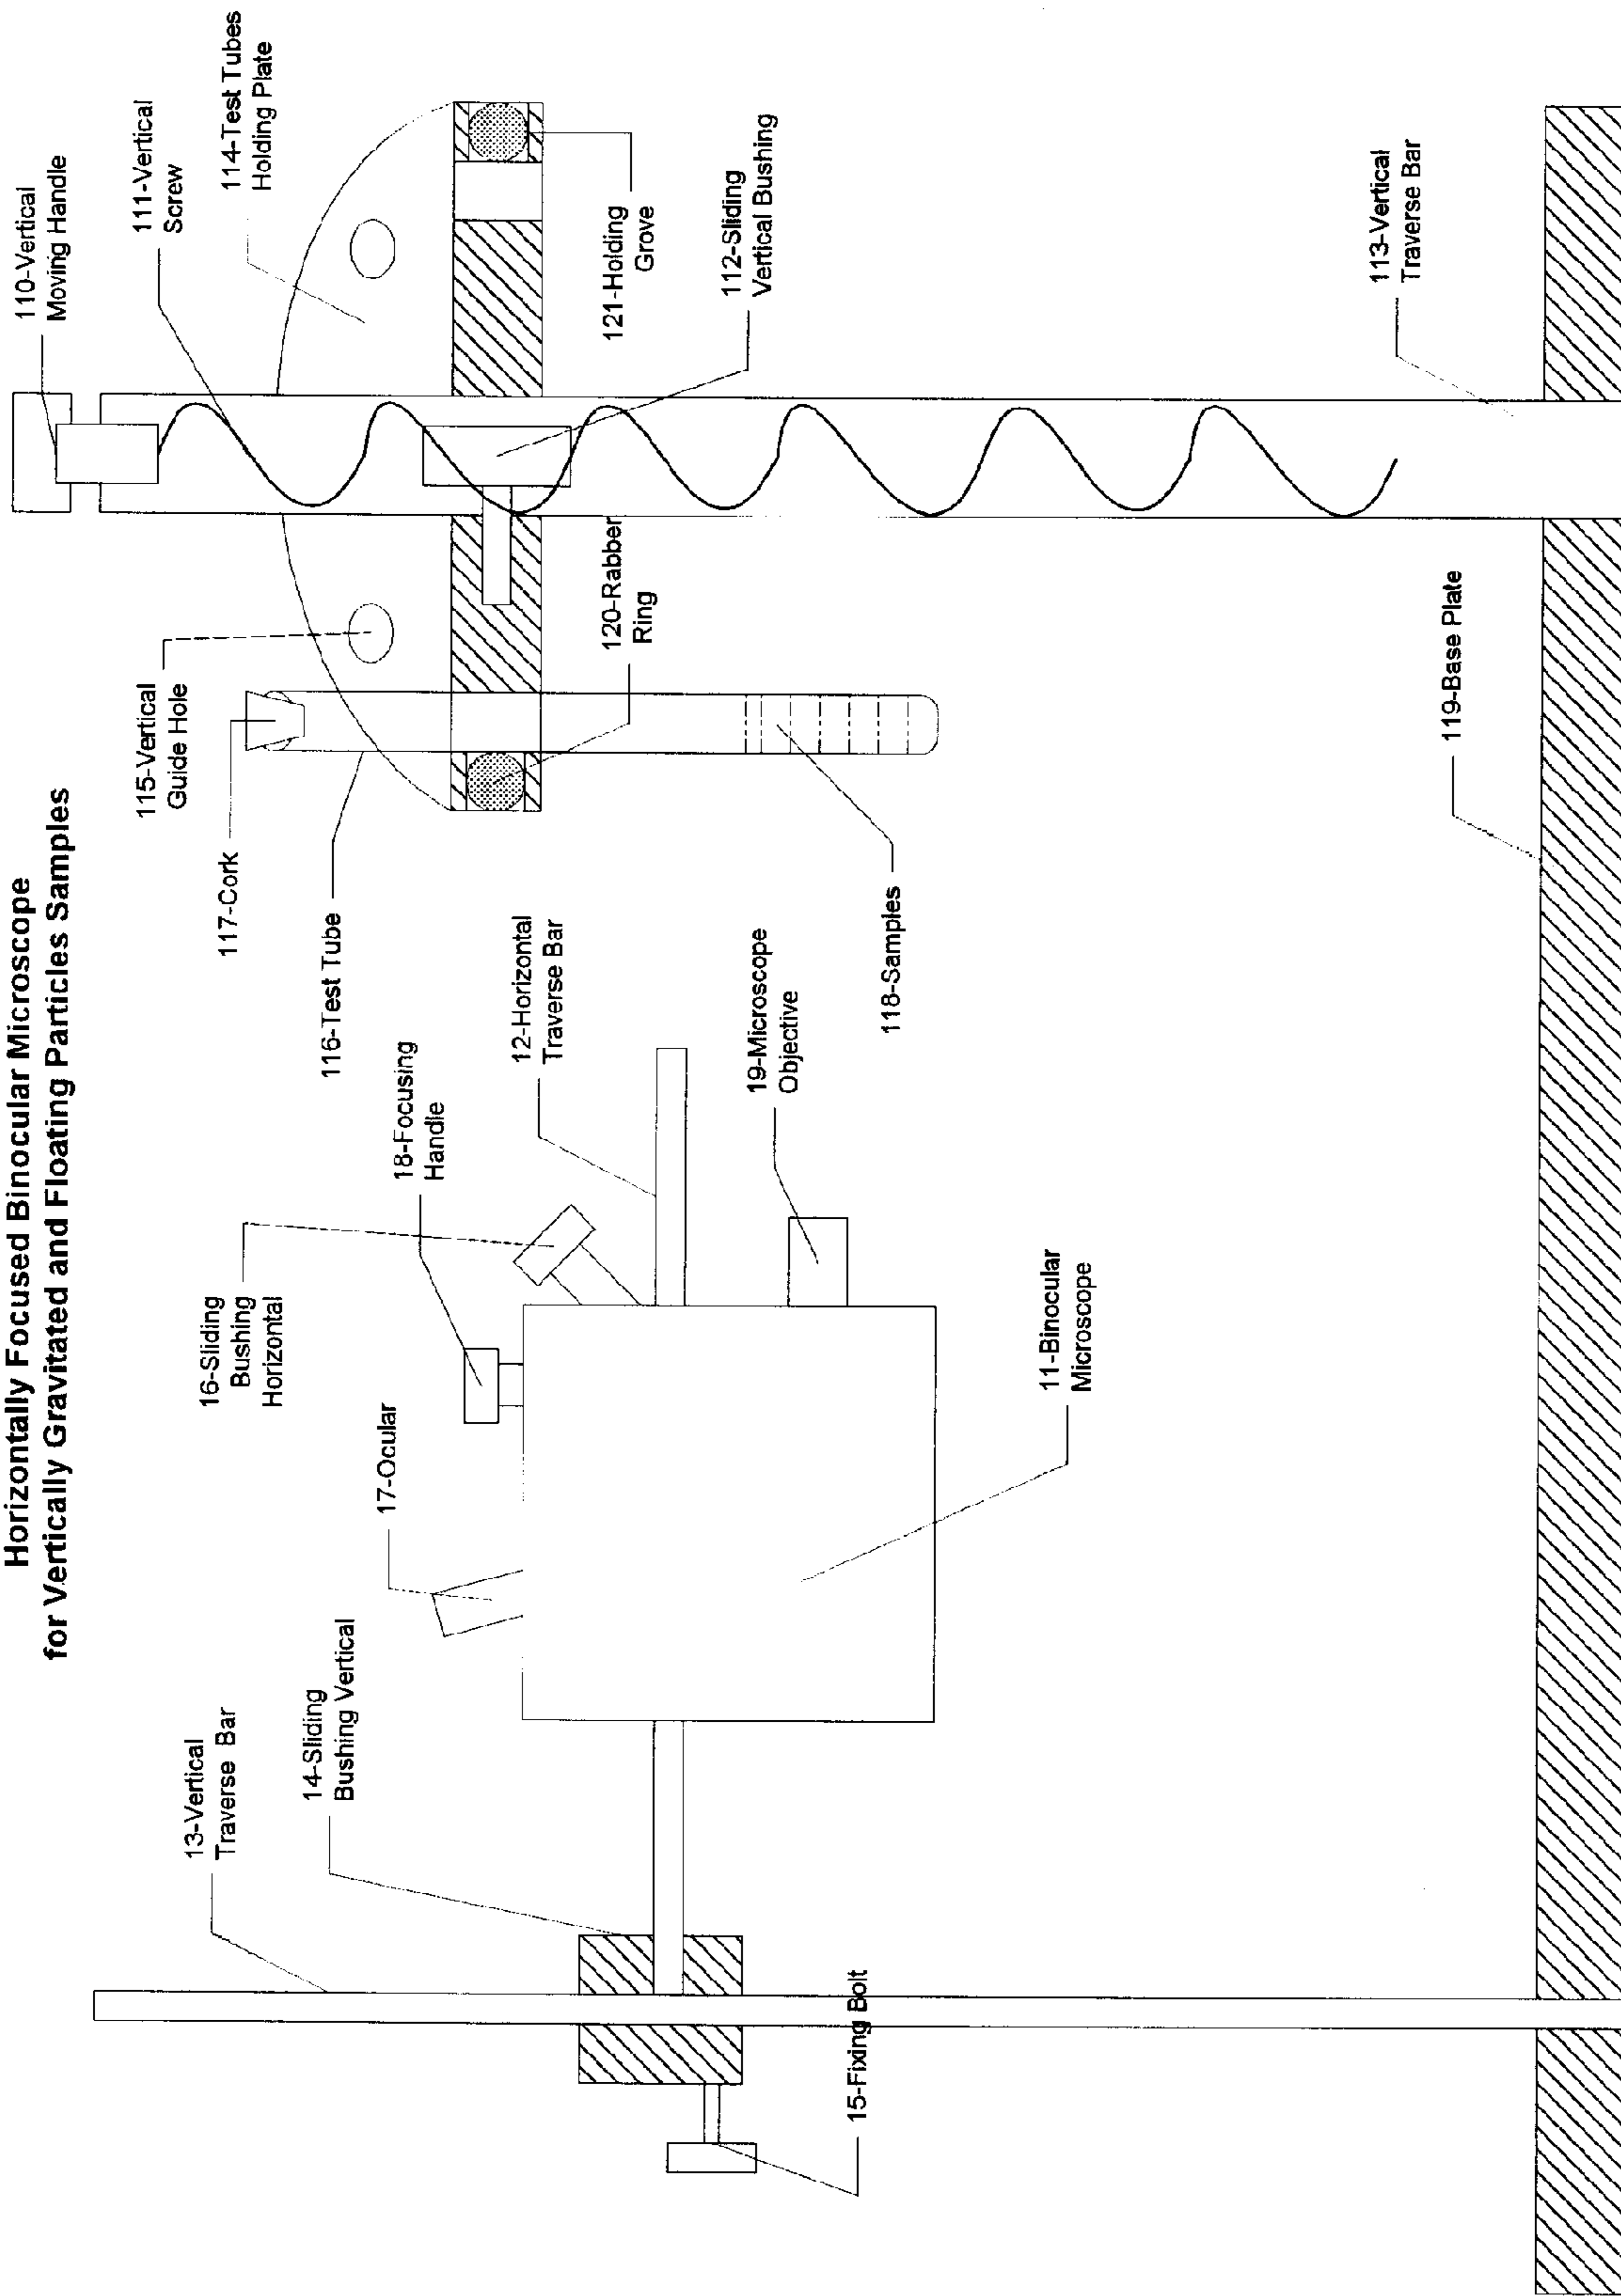 Horizontally Focused Binocular Microscope
for Vertically Gravitated and Floating Particles Samples
13-Vertical
Traverse Bar
14-Sliding
Bushing Vertical
15-Fixing Bolt
17-Ocular
16-Sliding
Bushing
Horizontal
18-Focusing
Handle
12-Horizontal
Traverse Bar
19-Microscope
Objective
11-Binocular
Microscope
117-Cork
116-Test Tube
118-Samples
115-Vertical
Guide Hole
120-Rabber
Ring
110-Vertical
Moving Handle
111-Vertical
Screw
114-Test Tubes
Holding Plate
121-Holding
Grove
112-Sliding
Vertical Bushing
113-Vertical
Traverse Bar
119-Base Plate